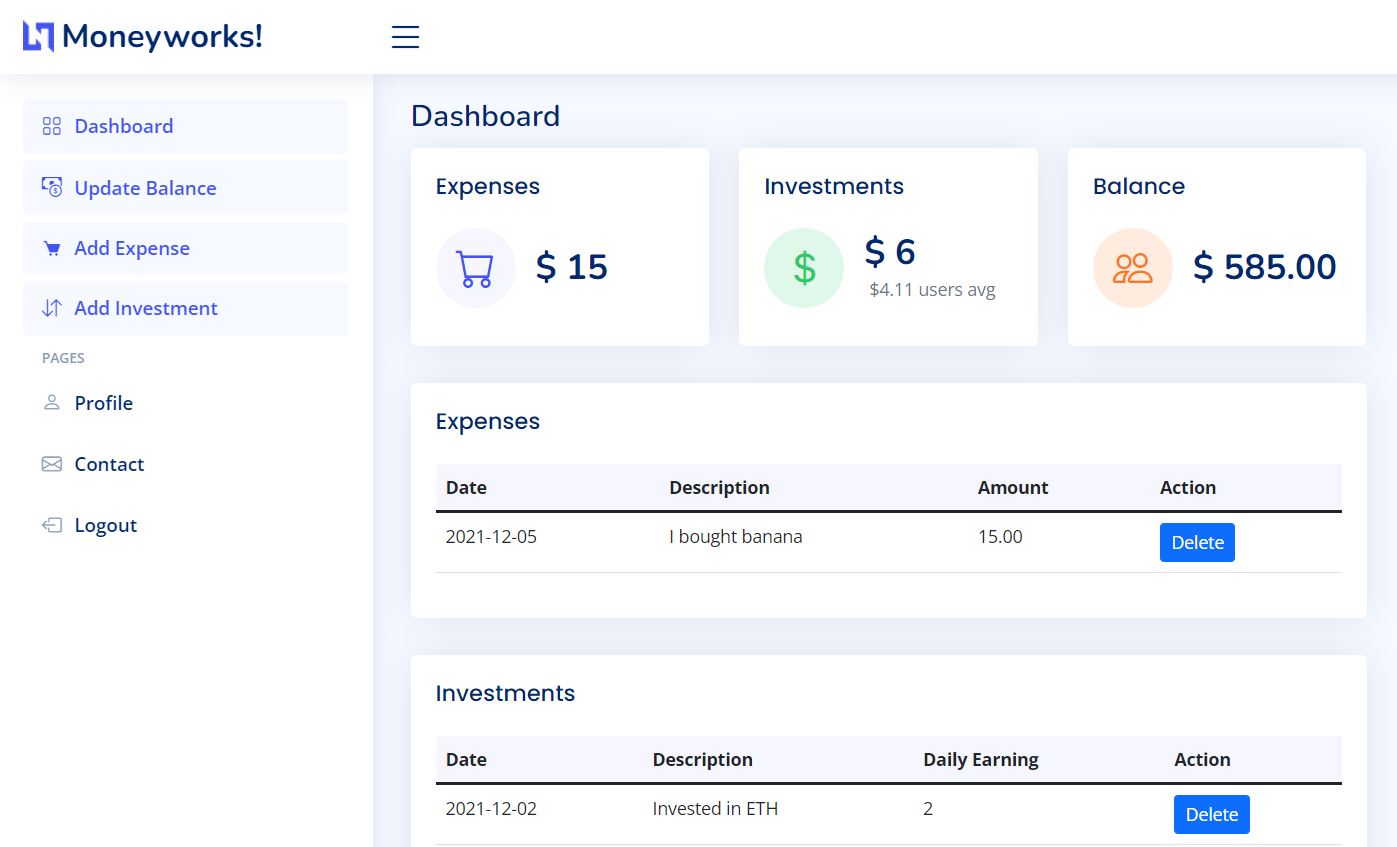 Moneyworks!
Dashboard
Update Balance
Add Expense
Add Investment
PAGES
Profile
Contact
Logout
Dashboard
Expenses
$ 15
Investments
$
$ 6
$4.11 users avg
Balance
$ 585.00
Expenses
Date Description Amount Action
2021-12-05 I bought banana 15.00 Delete
Investments
Date Description Daily Earning Action
2021-12-02 Invested in ETH 2 Delete